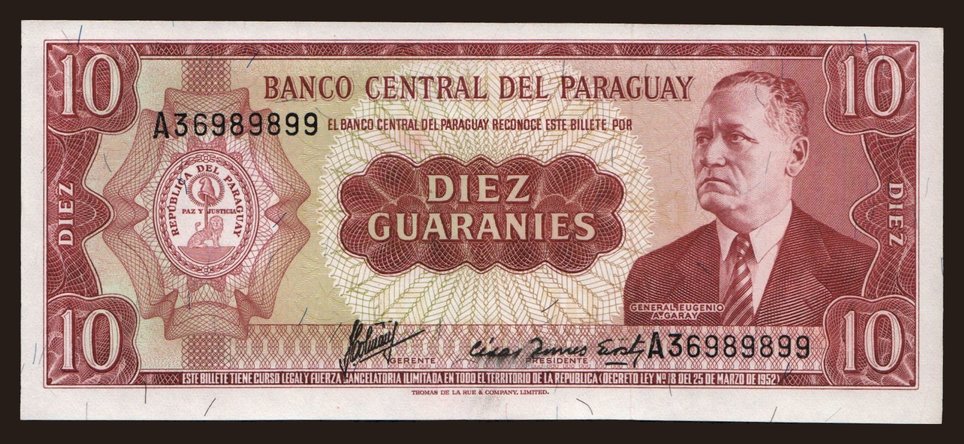 10
10
BANCO CENTRAL DEL PARAGUAY
A36989899
EL BANCO CENTRAL DEL PARAGUAY RECONOCE ESTE BILLETE POR
REPÚBLICA DEL PARAGUAY
PAZ Y JUSTICIA
DIEZ
DIEZ
GUARANIES
DIEZ
GENERAL EUGENIO
A. GARAY
10
10
GERENTE
PRESIDENTE
A36989899
ESTE BILLETE TIENE CURSO LEGAL Y FUERZA CANCELATORIA ILIMITADA EN TODO EL TERRITORIO DE LA REPUBLICA (DECRETO LEY Nº 18 DEL 25 DE MARZO DE 1952)
THOMAS DE LA RUE & COMPANY, LIMITED.